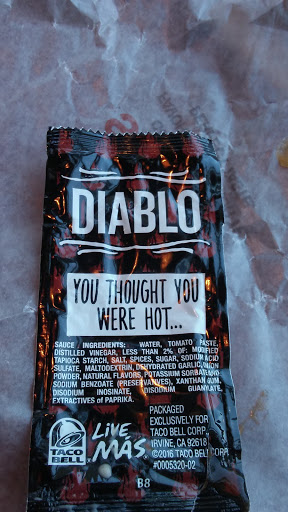 DIABLO
YOU THOUGHT YOU
WERE HOT...
SAUCE INGREDIENTS: WATER, TOMATO PASTE,
DISTILLED VINEGAR, LESS THAN 2% OF: MODIFIED
TAPIOCA STARCH, SALT, SPICES, SUGAR, SODIUM ACID
SULFATE, MALTODEXTRIN, DEHYDRATED GARLIC, ONION
POWDER, NATURAL FLAVORS, POTASSIUM SORBATE AND
SODIUM BENZOATE (PRESERVATIVES), XANTHAN GUM,
DISODIUM INOSINATE, DISODIUM GUANYLATE,
EXTRACTIVES of PAPRIKA.
PACKAGED
EXCLUSIVELY FOR
TACO BELL CORP.,
IRVINE, CA 92618
©2016 TACO BELL CORP.
#0005320-02
LIVE
MÁS.
TACO
BELL
B8